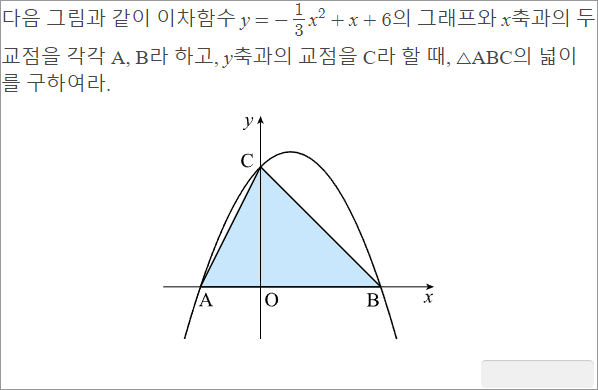 다음 그림과 같이 이차함수 y = −1/3 x² + x + 6의 그래프와 x축과의 두
교점을 각각 A, B라 하고, y축과의 교점을 C라 할 때, △ABC의 넓이
를 구하여라.
y
C
A O B x